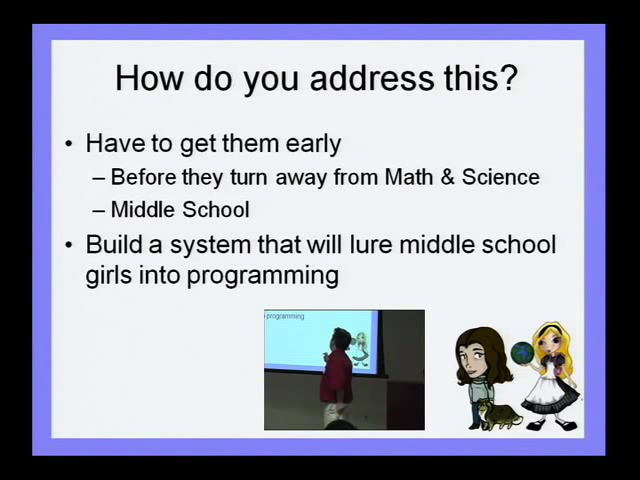 How do you address this?
• Have to get them early
– Before they turn away from Math & Science
– Middle School
• Build a system that will lure middle school
girls into programming
programming